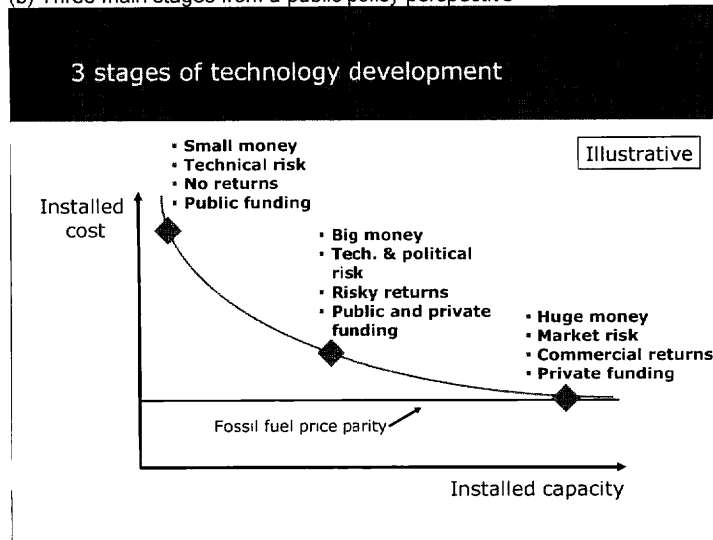 (b) Three main stages from a public policy perspective
3 stages of technology development
Illustrative
▪ Small money
▪ Technical risk
▪ No returns
▪ Public funding
Installed
cost
▪ Big money
▪ Tech. & political
risk
▪ Risky returns
▪ Public and private
funding
▪ Huge money
▪ Market risk
▪ Commercial returns
▪ Private funding
Fossil fuel price parity
Installed capacity